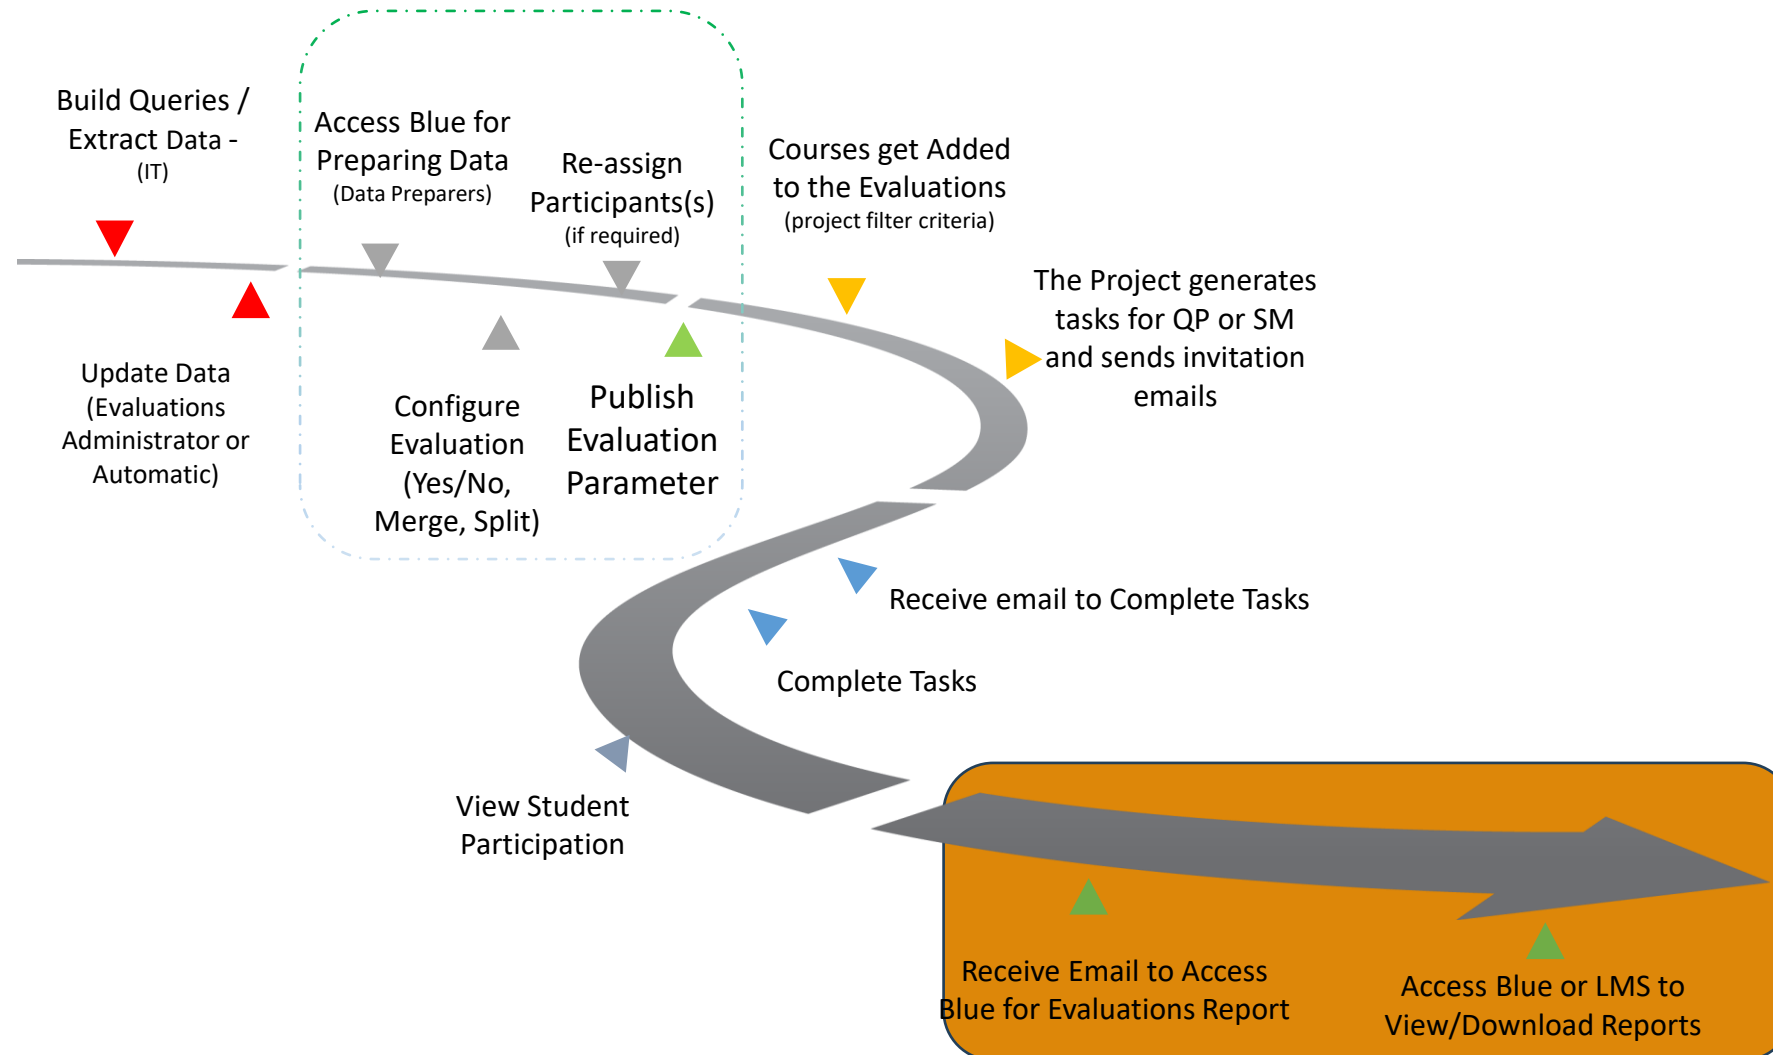 Build Queries /
Extract Data -
(IT)
Update Data
(Evaluations
Administrator or
Automatic)
Access Blue for
Preparing Data
(Data Preparers)
Configure
Evaluation
(Yes/No,
Merge, Split)
Re-assign
Participants(s)
(if required)
Publish
Evaluation
Parameter
Courses get Added
to the Evaluations
(project filter criteria)
The Project generates
tasks for QP or SM
and sends invitation
emails
Receive email to Complete Tasks
Complete Tasks
View Student
Participation
Receive Email to Access
Blue for Evaluations Report
Access Blue or LMS to
View/Download Reports